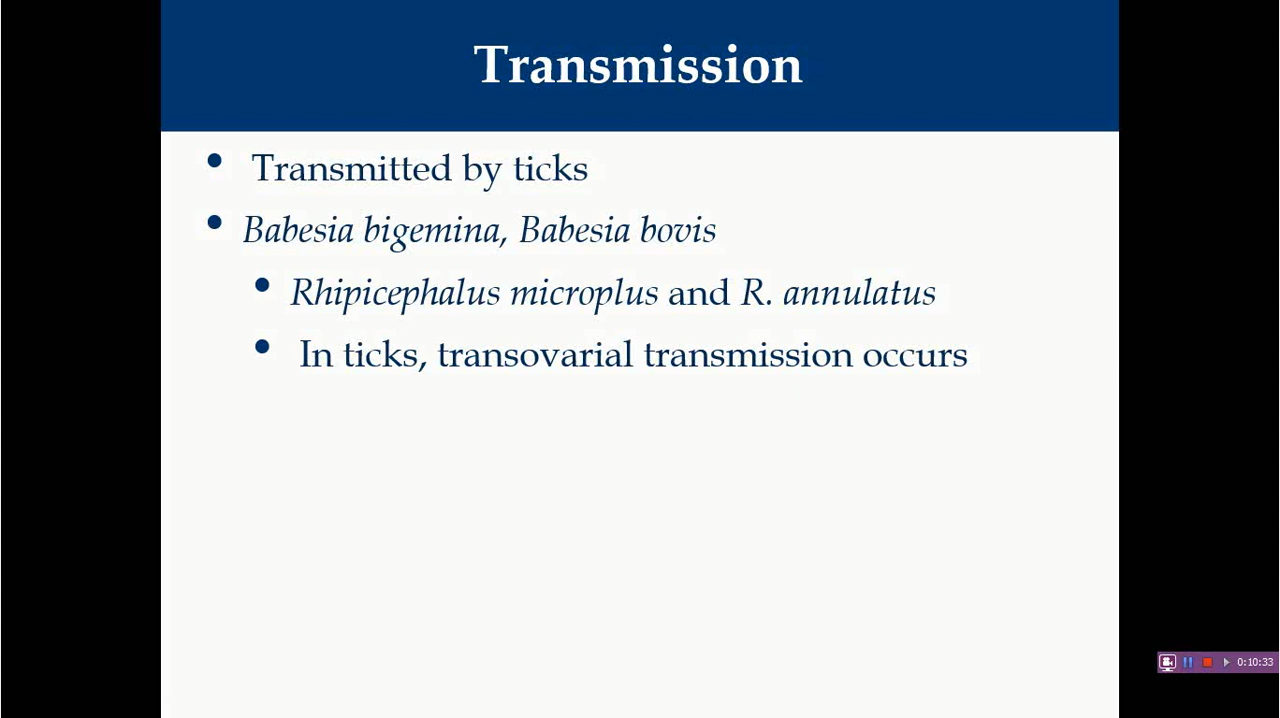 Transmission
• Transmitted by ticks
• Babesia bigemina, Babesia bovis
• Rhipicephalus microplus and R. annulatus
• In ticks, transovarial transmission occurs
0:10:33